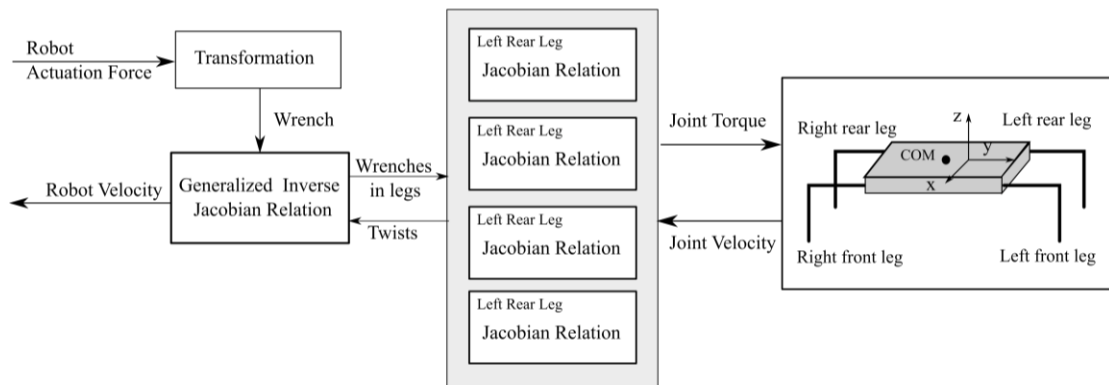 Robot
Actuation Force
Transformation
Wrench
Robot Velocity
Generalized Inverse
Jacobian Relation
Wrenches
in legs
Twists
Left Rear Leg
Jacobian Relation
Left Rear Leg
Jacobian Relation
Left Rear Leg
Jacobian Relation
Left Rear Leg
Jacobian Relation
Joint Torque
Joint Velocity
Right rear leg
Left rear leg
z
COM
y
x
Right front leg
Left front leg